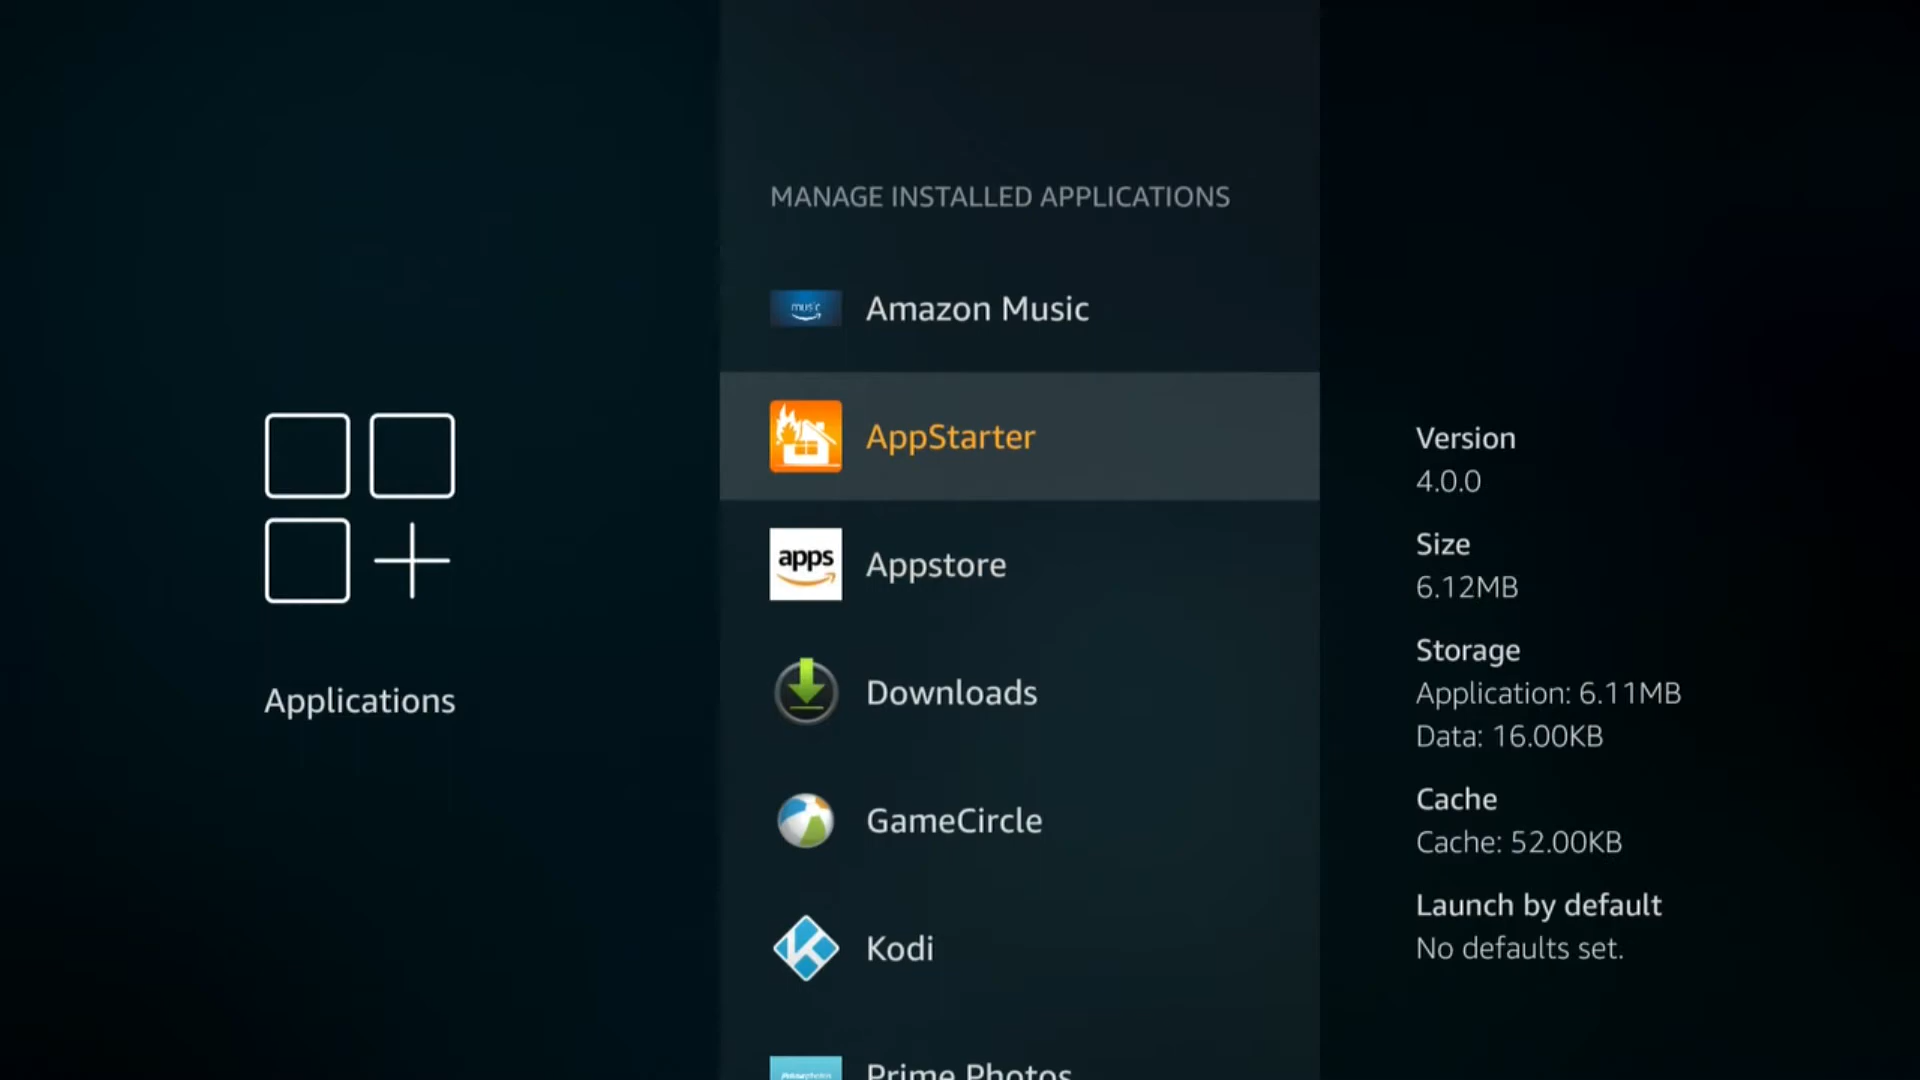 MANAGE INSTALLED APPLICATIONS
music
Amazon Music
AppStarter
apps
Appstore
Downloads
GameCircle
Kodi
Prime Photos
Applications
Version
4.0.0
Size
6.12MB
Storage
Application: 6.11MB
Data: 16.00KB
Cache
Cache: 52.00KB
Launch by default
No defaults set.